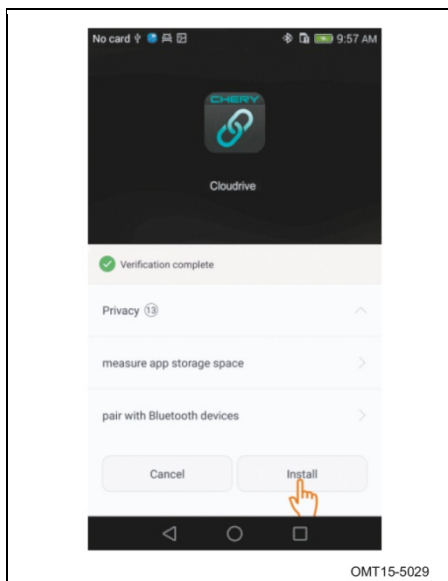 No card 9:57 AM
CHERY
Cloudrive
Verification complete
Privacy 13
measure app storage space
pair with Bluetooth devices
Cancel Install
OMT15-5029